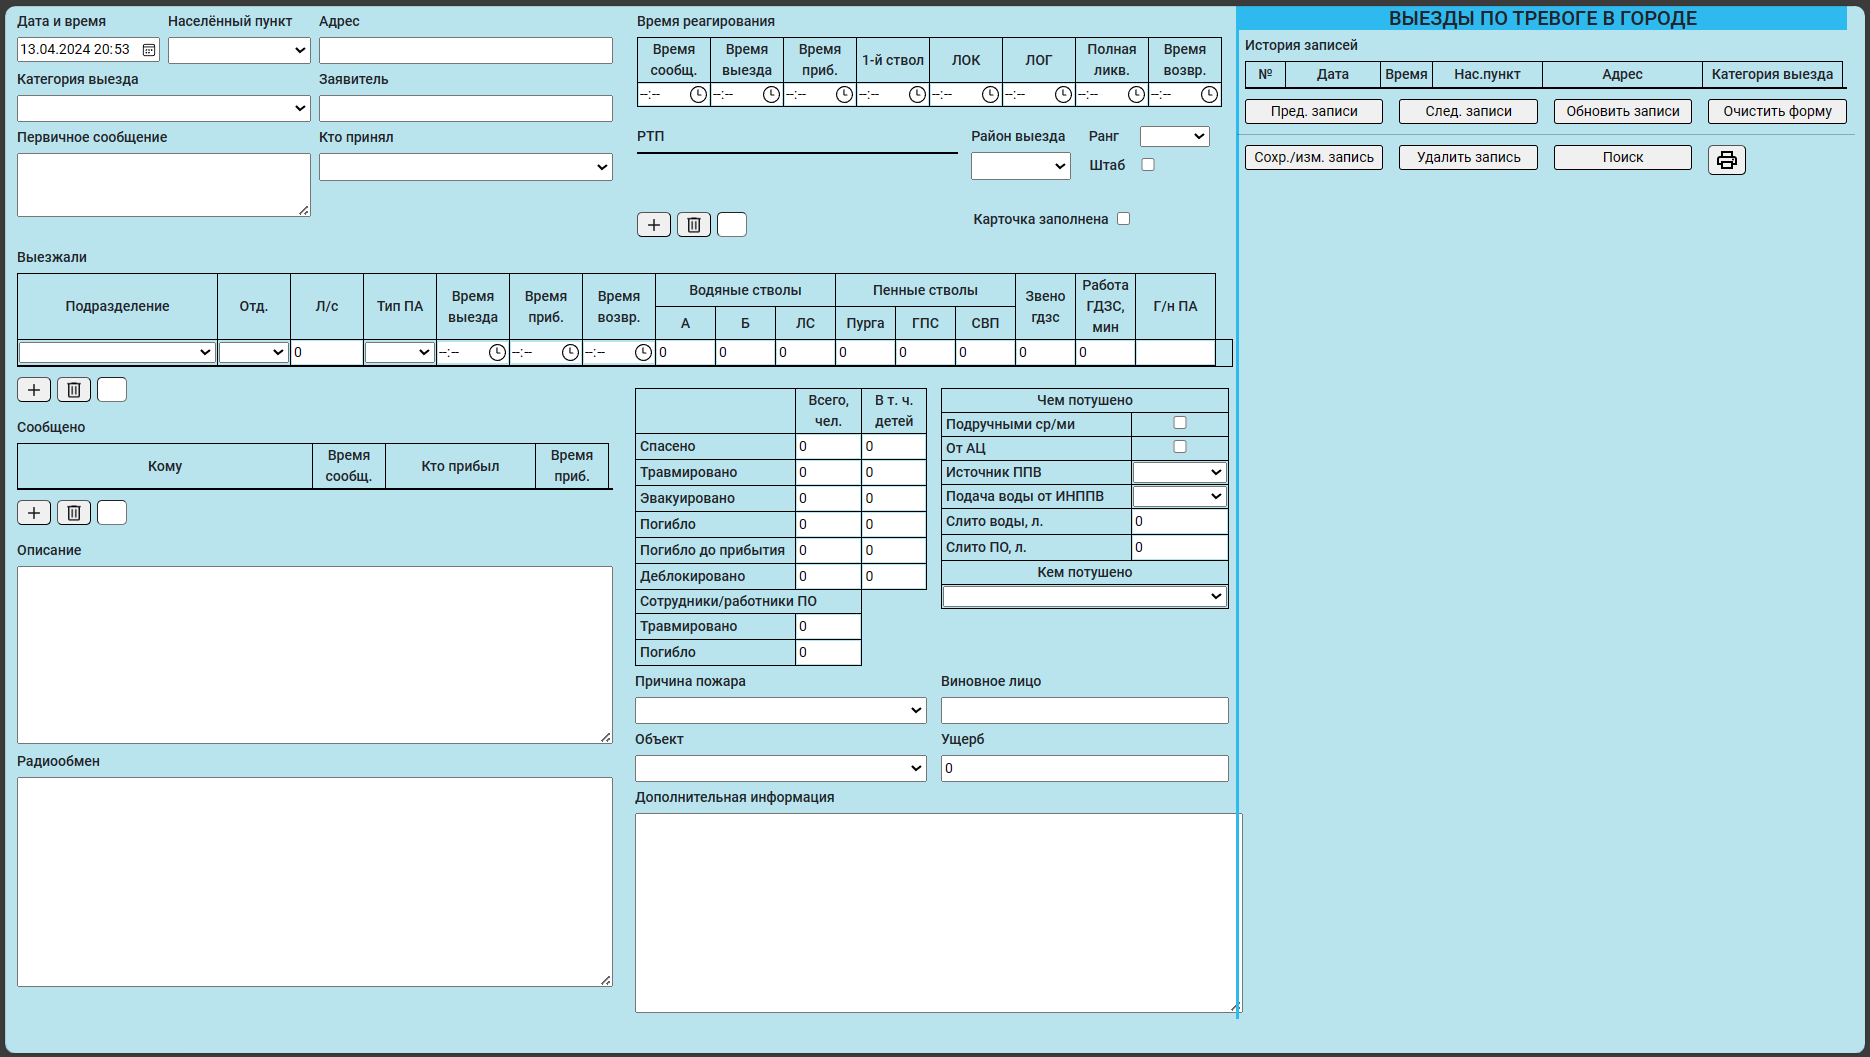 Дата и время
Населённый пункт
Адрес
13.04.2024 20:53
Категория выезда
Заявитель
Первичное сообщение
Кто принял
Время реагирования
Время сообщ.
Время выезда
Время приб.
1-й ствол
ЛОК
ЛОГ
Полная ликв.
Время возвр.
--:-- --:-- --:-- --:-- --:-- --:-- --:-- --:--
РТП
Район выезда
Ранг
Штаб
Карточка заполнена
ВЫЕЗДЫ ПО ТРЕВОГЕ В ГОРОДЕ
История записей
№ Дата Время Нас.пункт Адрес Категория выезда
Пред. записи
След. записи
Обновить записи
Очистить форму
Сохр./изм. запись
Удалить запись
Поиск
Выезжали
Подразделение
Отд.
Л/с
Тип ПА
Время выезда
Время приб.
Время возвр.
Водяные стволы
А Б ЛС
Пенные стволы
Пурга ГПС СВП
Звено гдзс
Работа ГДЗС, мин
Г/н ПА
0 --:-- --:-- --:-- 0 0 0 0 0 0 0 0
Сообщено
Кому
Время сообщ.
Кто прибыл
Время приб.
Описание
Радиообмен
Всего, чел.
В т. ч. детей
Спасено 0 0
Травмировано 0 0
Эвакуировано 0 0
Погибло 0 0
Погибло до прибытия 0 0
Деблокировано 0 0
Сотрудники/работники ПО
Травмировано 0
Погибло 0
Чем потушено
Подручными ср/ми
От АЦ
Источник ППВ
Подача воды от ИНППВ
Слито воды, л. 0
Слито ПО, л. 0
Кем потушено
Причина пожара
Виновное лицо
Объект
Ущерб
0
Дополнительная информация